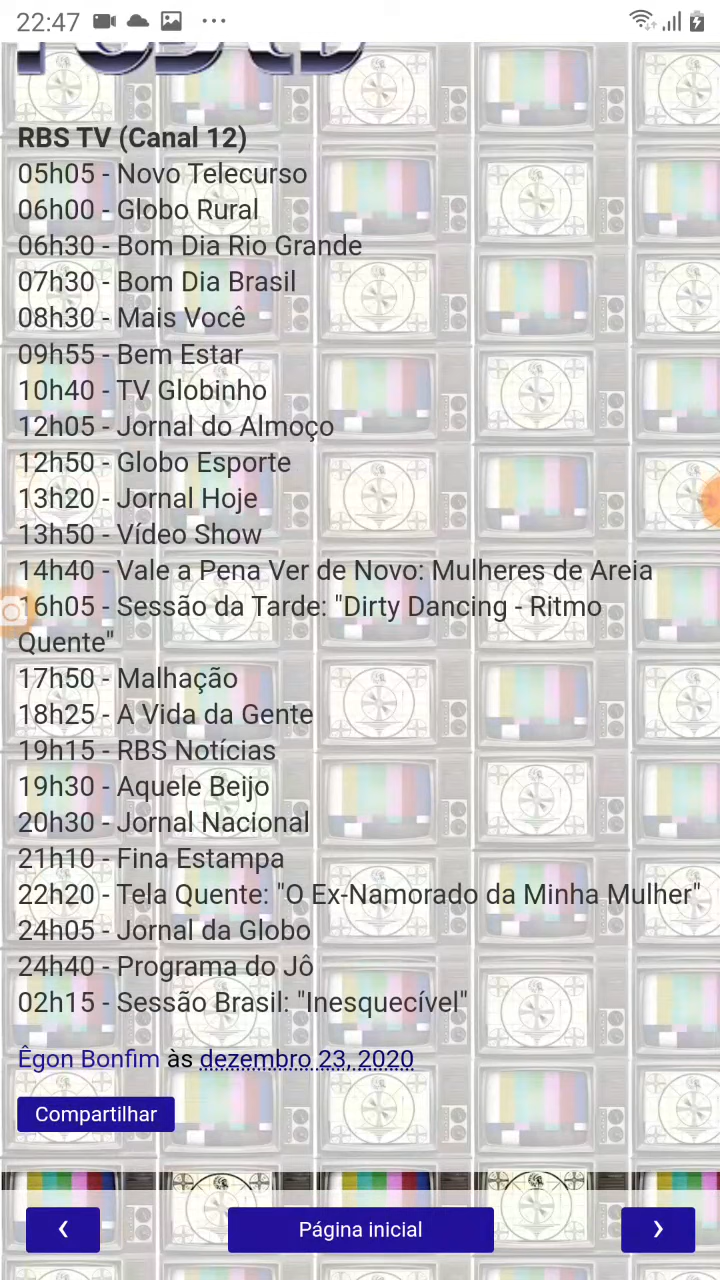 22:47
RBS TV (Canal 12)
05h05 - Novo Telecurso
06h00 - Globo Rural
06h30 - Bom Dia Rio Grande
07h30 - Bom Dia Brasil
08h30 - Mais Você
09h55 - Bem Estar
10h40 - TV Globinho
12h05 - Jornal do Almoço
12h50 - Globo Esporte
13h20 - Jornal Hoje
13h50 - Vídeo Show
14h40 - Vale a Pena Ver de Novo: Mulheres de Areia
16h05 - Sessão da Tarde: "Dirty Dancing - Ritmo
Quente"
17h50 - Malhação
18h25 - A Vida da Gente
19h15 - RBS Notícias
19h30 - Aquele Beijo
20h30 - Jornal Nacional
21h10 - Fina Estampa
22h20 - Tela Quente: "O Ex-Namorado da Minha Mulher"
24h05 - Jornal da Globo
24h40 - Programa do Jô
02h15 - Sessão Brasil: "Inesquecível"
Êgon Bonfim às dezembro 23, 2020
Compartilhar
‹ Página inicial ›